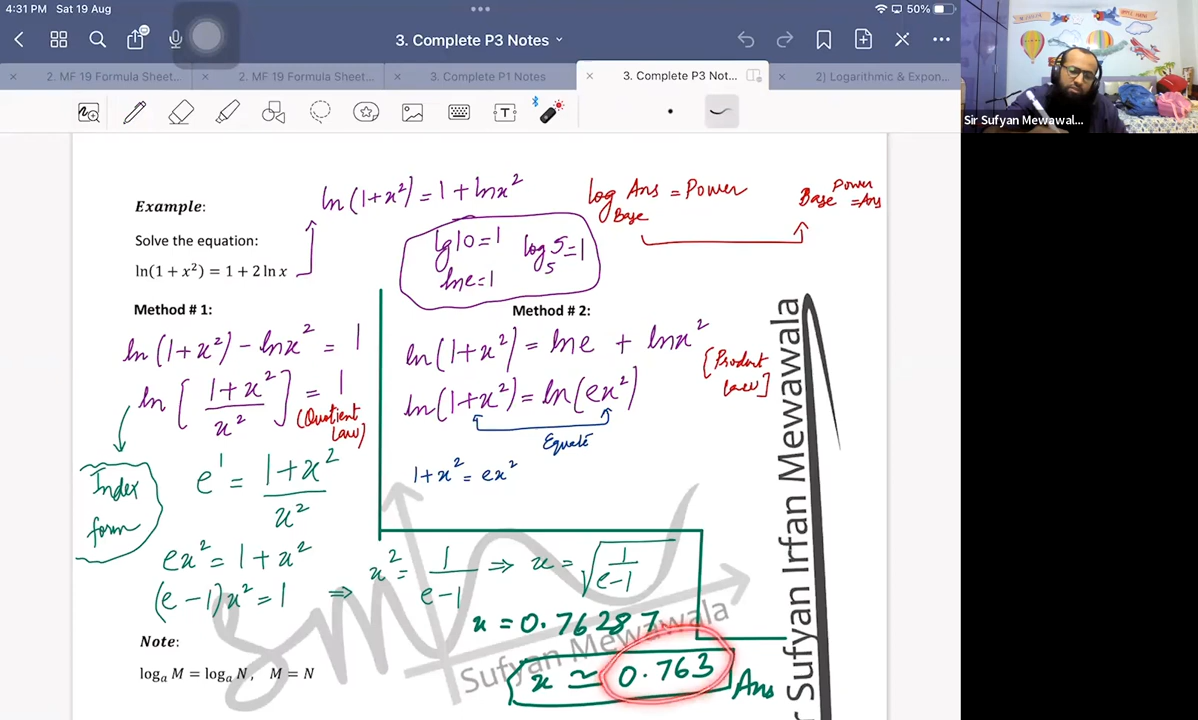 4:31 PM Sat 19 Aug
50%
3. Complete P3 Notes
2. MF 19 Formula Sheet...
2. MF 19 Formula Sheet...
3. Complete P1 Notes
3. Complete P3 Not...
2) Logarithmic & Expon...
Sir Sufyan Mewawal...
ln(1+x²) = 1 + lnx²
log_Base Ans = Power
Base^Power = Ans
Example:
Solve the equation:
ln(1 + x²) = 1 + 2 ln x
lg10 = 1 log₅5 = 1
lne = 1
Method # 1:
ln(1+x²) - lnx² = 1
ln [ (1+x²)/x² ] = 1
(Quotient
law)
Index
form
e¹ = (1+x²)/x²
ex² = 1+x²
(e-1)x² = 1
Method # 2:
ln(1+x²) = lne + lnx²
[Product
law]
ln(1+x²) = ln(ex²)
Equate
1+x² = ex²
⇒ x² = 1/(e-1) ⇒ x = √(1/(e-1))
x = 0.76287
x ≃ 0.763 Ans
Note:
logₐ M = logₐ N, M = N
sm
Sufyan Mewawala
Sir Sufyan Irfan Mewawala